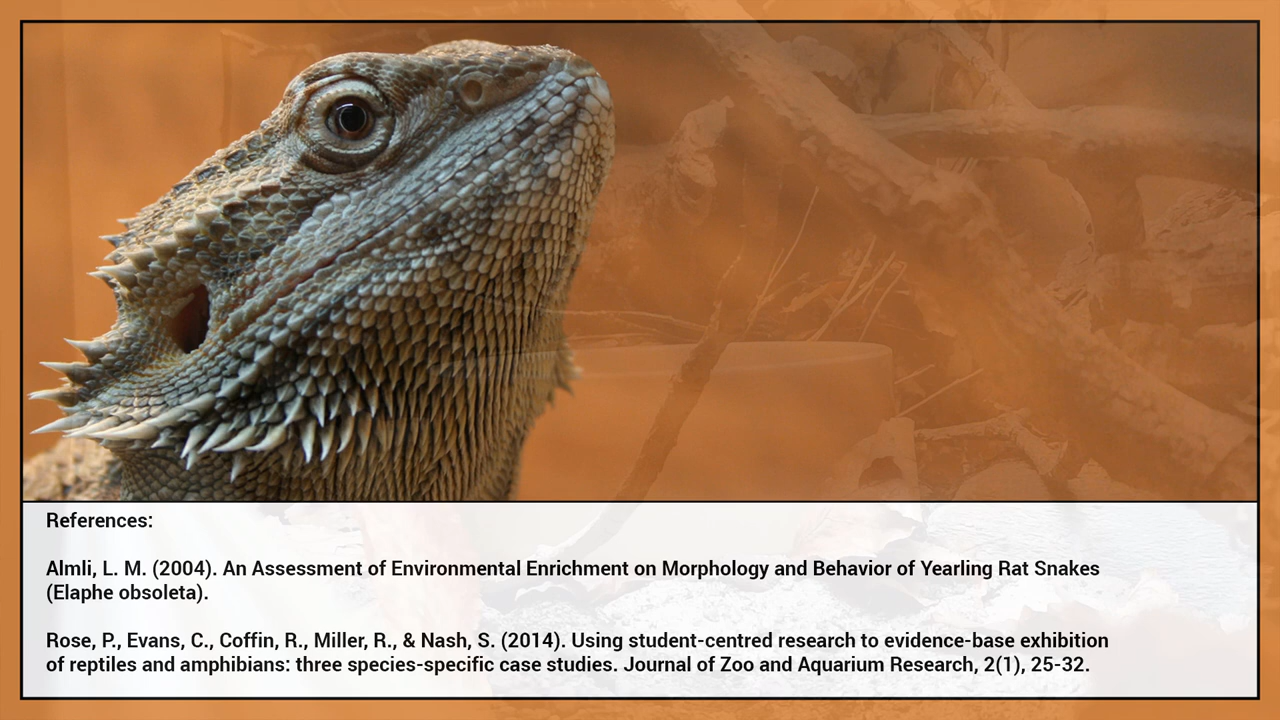 References:
Almli, L. M. (2004). An Assessment of Environmental Enrichment on Morphology and Behavior of Yearling Rat Snakes
(Elaphe obsoleta).
Rose, P., Evans, C., Coffin, R., Miller, R., & Nash, S. (2014). Using student-centred research to evidence-base exhibition
of reptiles and amphibians: three species-specific case studies. Journal of Zoo and Aquarium Research, 2(1), 25-32.